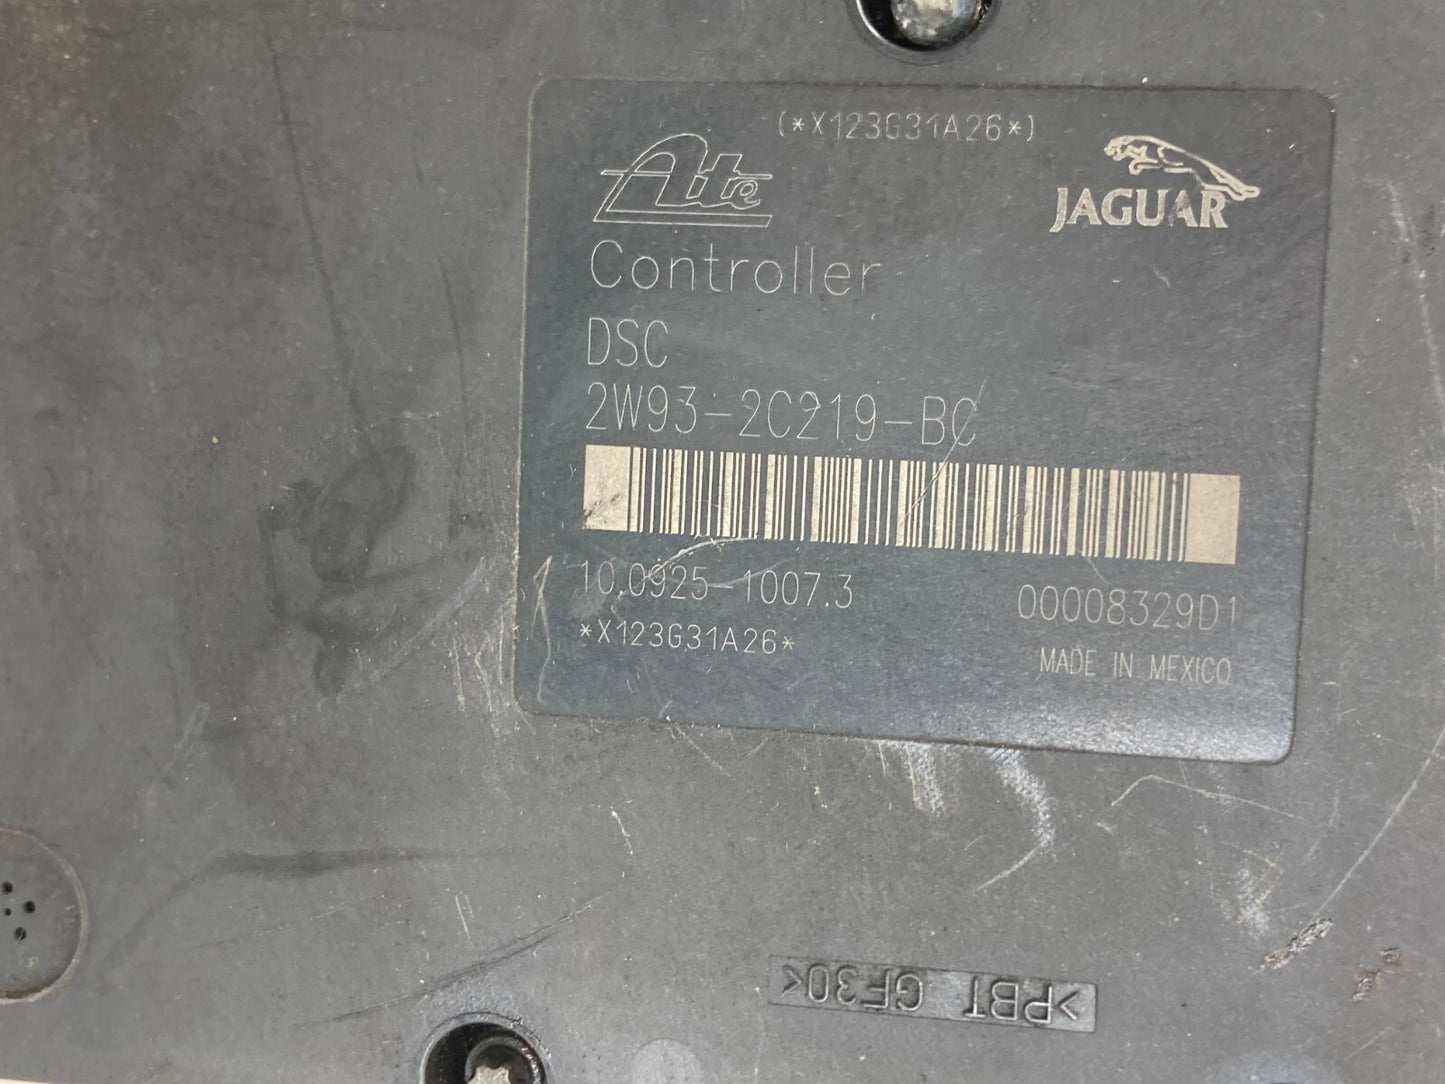 (*X123G31A26*)
Ate
JAGUAR
Controller
DSC
2W93-2C219-BC
10.0925-1007.3
00008329D1
*X123G31A26*
MADE IN MEXICO
>PBT GF30<